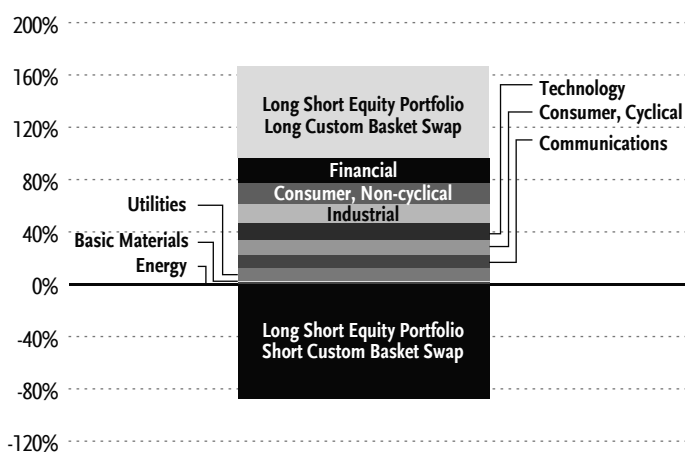 200%
160%
120%
80%
40%
0%
-40%
-80%
-120%
Long Short Equity Portfolio
Long Custom Basket Swap
Financial
Consumer, Non-cyclical
Industrial
Technology
Consumer, Cyclical
Communications
Utilities
Basic Materials
Energy
Long Short Equity Portfolio
Short Custom Basket Swap